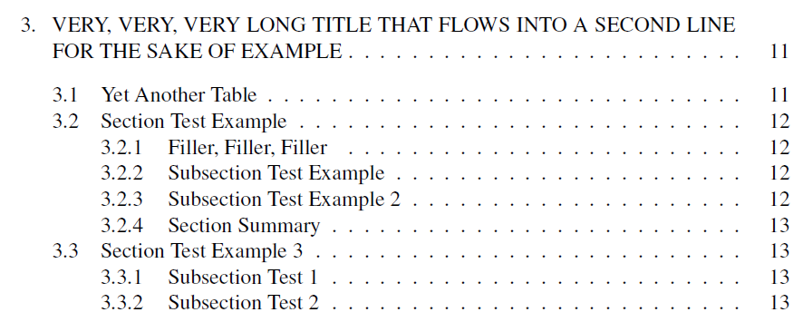 3. VERY, VERY, VERY LONG TITLE THAT FLOWS INTO A SECOND LINE
FOR THE SAKE OF EXAMPLE . . . . . . . . . . . . . . . . . . . . . . . . . 11
3.1 Yet Another Table . . . . . . . . . . . . . . . . . . . . . . . . . . . . . . 11
3.2 Section Test Example . . . . . . . . . . . . . . . . . . . . . . . . . . . . 12
3.2.1 Filler, Filler, Filler . . . . . . . . . . . . . . . . . . . . . . . . . 12
3.2.2 Subsection Test Example . . . . . . . . . . . . . . . . . . . . . . 12
3.2.3 Subsection Test Example 2 . . . . . . . . . . . . . . . . . . . . . 12
3.2.4 Section Summary . . . . . . . . . . . . . . . . . . . . . . . . . . 13
3.3 Section Test Example 3 . . . . . . . . . . . . . . . . . . . . . . . . . . . 13
3.3.1 Subsection Test 1 . . . . . . . . . . . . . . . . . . . . . . . . . . 13
3.3.2 Subsection Test 2 . . . . . . . . . . . . . . . . . . . . . . . . . . 13